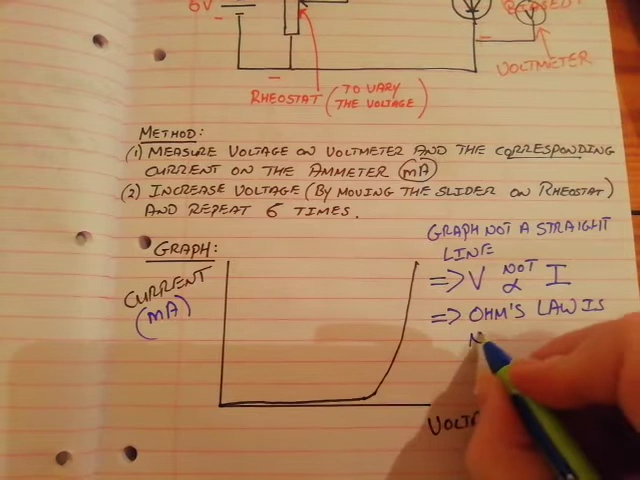 6V
-
BIASED
V
-
VOLTMETER
-
RHEOSTAT (TO VARY
THE VOLTAGE)
METHOD:
(1) MEASURE VOLTAGE ON VOLTMETER AND THE CORRESPONDING
CURRENT ON THE AMMETER (mA)
(2) INCREASE VOLTAGE (BY MOVING THE SLIDER ON RHEOSTAT)
AND REPEAT 6 TIMES.
GRAPH:
CURRENT
(mA)
GRAPH NOT A STRAIGHT
LINE
=> V NOT ∝ I
=> OHM'S LAW IS
N
VOLTA